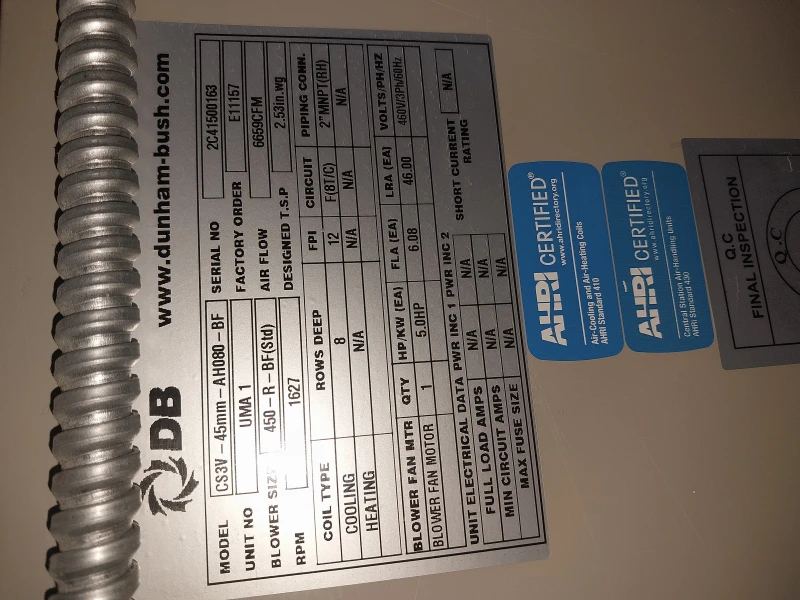 DB www.dunham-bush.com
MODEL CS3V-45mm-AH080-BF SERIAL NO 2C41500163
UNIT NO UMA 1 FACTORY ORDER E11157
BLOWER SIZE 450-R-BF(Std) AIR FLOW 6659CFM
RPM 1627 DESIGNED T.S.P 2.53in.wg
COIL TYPE ROWS DEEP FPI CIRCUIT PIPING CONN.
COOLING 8 12 F(8T/C) 2"MNPT(RH)
HEATING N/A N/A N/A N/A
BLOWER FAN MTR QTY HP/KW (EA) FLA (EA) LRA (EA) VOLTS/PH/HZ
BLOWER FAN MOTOR 1 5.0HP 6.08 46.00 460V/3Ph/60Hz
UNIT ELECTRICAL DATA PWR INC 1 PWR INC 2 SHORT CURRENT RATING N/A
FULL LOAD AMPS N/A N/A
MIN CIRCUIT AMPS N/A N/A
MAX FUSE SIZE N/A N/A
AHRI CERTIFIED®
www.ahridirectory.org
Air-Cooling and Air-Heating Coils
AHRI Standard 410
AHRI CERTIFIED®
www.ahridirectory.org
Central Station Air-Handling Units
AHRI Standard 430
Q.C
FINAL INSPECTION
Q.C